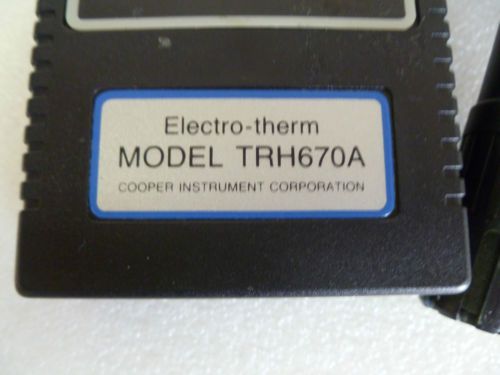 Electro-therm
MODEL TRH670A
COOPER INSTRUMENT CORPORATION